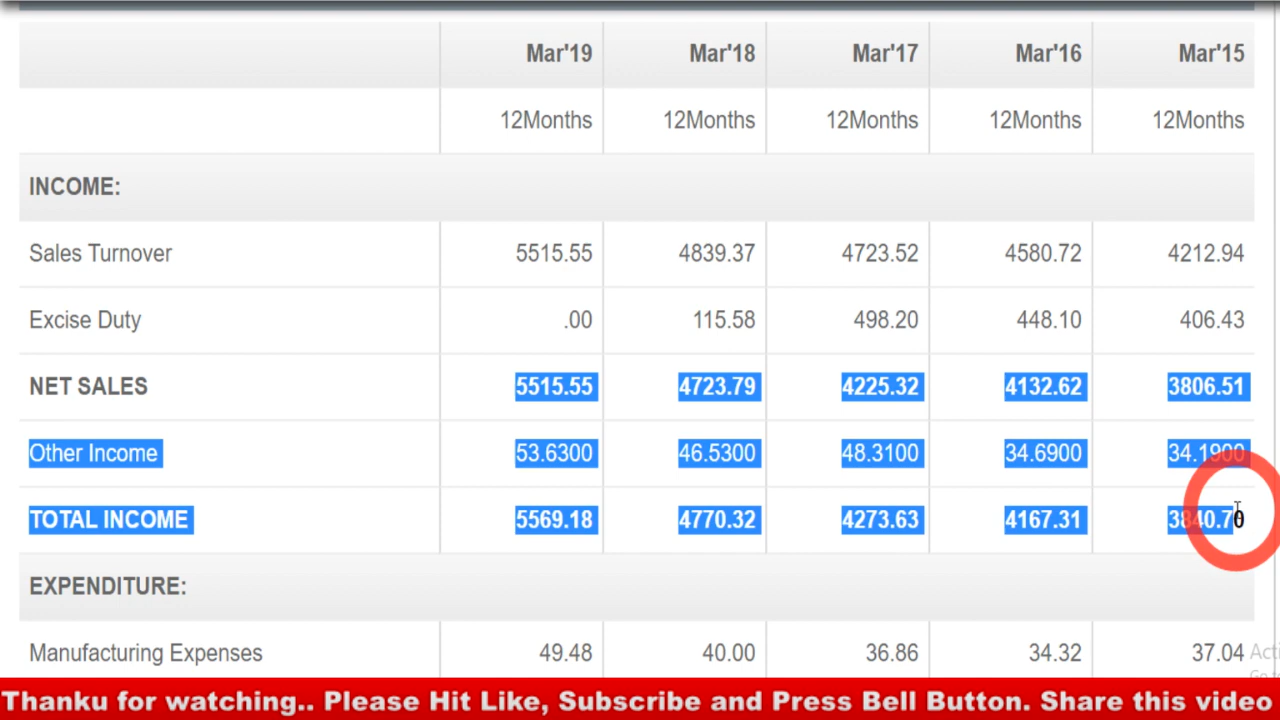 Mar'19 Mar'18 Mar'17 Mar'16 Mar'15
12Months 12Months 12Months 12Months 12Months
INCOME:
Sales Turnover 5515.55 4839.37 4723.52 4580.72 4212.94
Excise Duty .00 115.58 498.20 448.10 406.43
NET SALES 5515.55 4723.79 4225.32 4132.62 3806.51
Other Income 53.6300 46.5300 48.3100 34.6900 34.1900
TOTAL INCOME 5569.18 4770.32 4273.63 4167.31 3840.70
EXPENDITURE:
Manufacturing Expenses 49.48 40.00 36.86 34.32 37.04
Thanku for watching.. Please Hit Like, Subscribe and Press Bell Button. Share this video